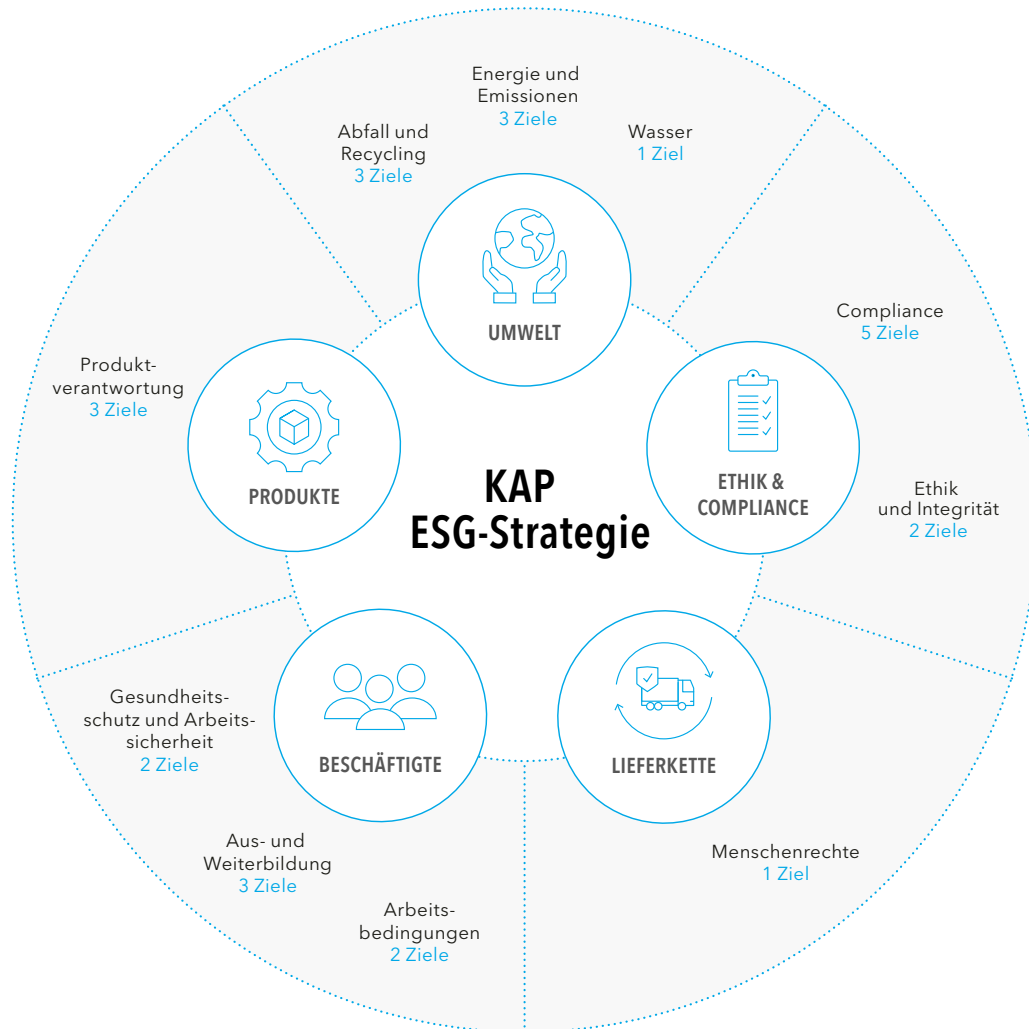 Energie und
Emissionen
3 Ziele
Abfall und
Recycling
3 Ziele
Wasser
1 Ziel
UMWELT
Compliance
5 Ziele
Ethik
und Integrität
2 Ziele
ETHIK &
COMPLIANCE
Produkt-
verantwortung
3 Ziele
PRODUKTE
KAP
ESG-Strategie
Gesundheits-
schutz und Arbeits-
sicherheit
2 Ziele
Aus- und
Weiterbildung
3 Ziele
Arbeits-
bedingungen
2 Ziele
BESCHÄFTIGTE
LIEFERKETTE
Menschenrechte
1 Ziel